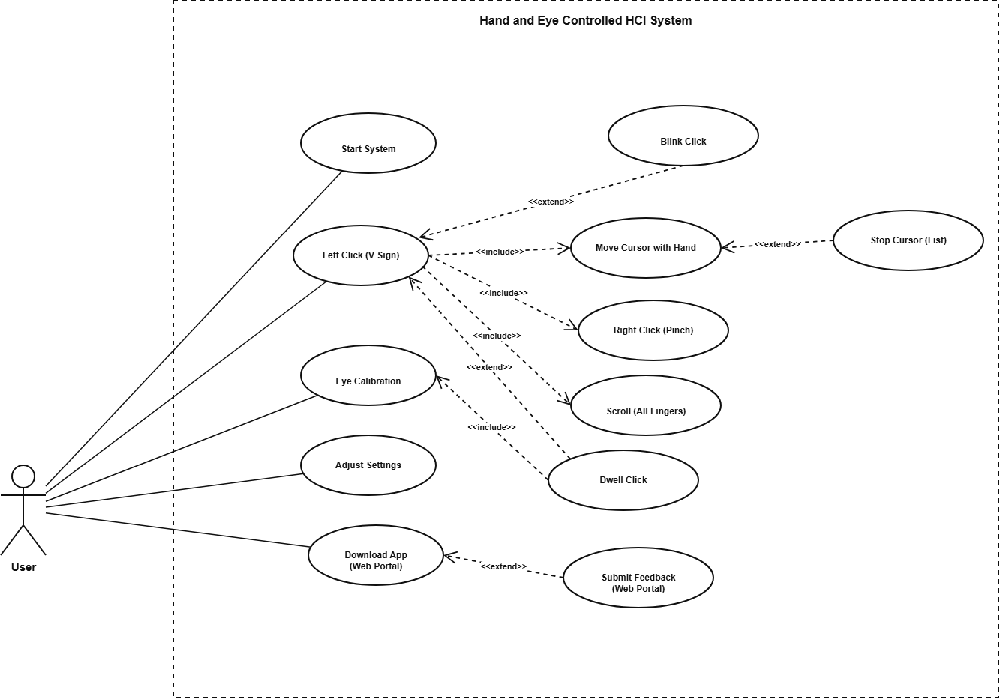 Hand and Eye Controlled HCI System
Start System
Blink Click
<<extend>>
Left Click (V Sign)
<<include>>
Move Cursor with Hand
<<extend>>
Stop Cursor (Fist)
<<include>>
Right Click (Pinch)
<<include>>
<<extend>>
Eye Calibration
Scroll (All Fingers)
<<include>>
Adjust Settings
Dwell Click
Download App
(Web Portal)
<<extend>>
Submit Feedback
(Web Portal)
User